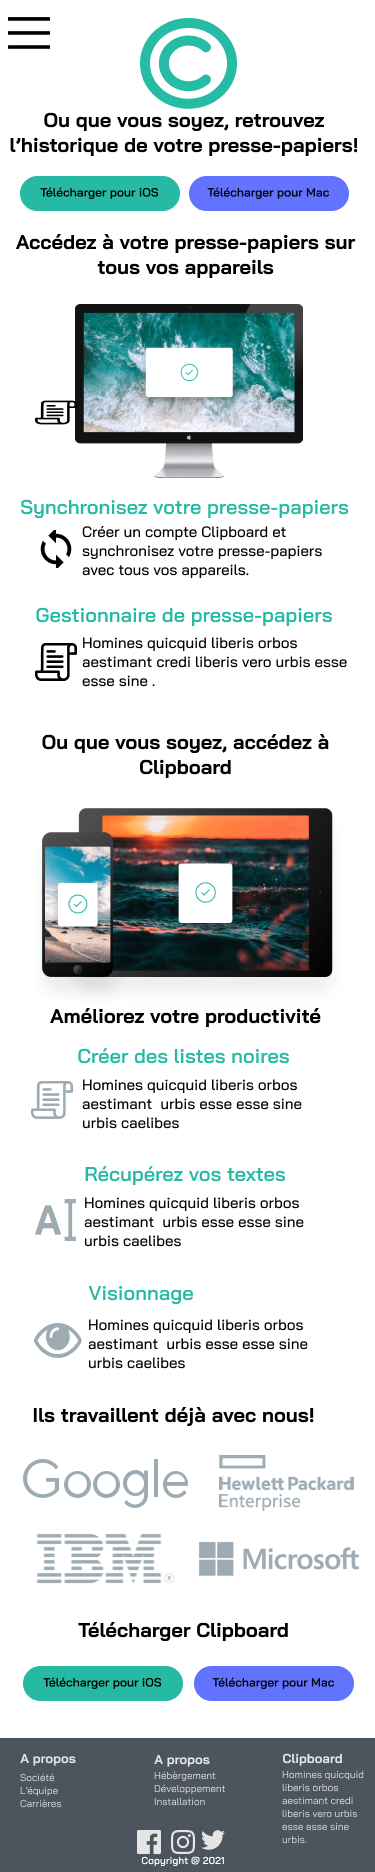 Ou que vous soyez, retrouvez
l'historique de votre presse-papiers!
Télécharger pour iOS
Télécharger pour Mac
Accédez à votre presse-papiers sur
tous vos appareils
Synchronisez votre presse-papiers
Créer un compte Clipboard et
synchronisez votre presse-papiers
avec tous vos appareils.
Gestionnaire de presse-papiers
Homines quicquid liberis orbos
aestimant credi liberis vero urbis esse
esse sine .
Ou que vous soyez, accédez à
Clipboard
Améliorez votre productivité
Créer des listes noires
Homines quicquid liberis orbos
aestimant  urbis esse esse sine
urbis caelibes
Récupérez vos textes
Homines quicquid liberis orbos
aestimant  urbis esse esse sine
urbis caelibes
Visionnage
Homines quicquid liberis orbos
aestimant  urbis esse esse sine
urbis caelibes
Ils travaillent déjà avec nous!
Google
Hewlett Packard
Enterprise
IBM
Microsoft
Télécharger Clipboard
Télécharger pour iOS
Télécharger pour Mac
A propos
Société
L'équipe
Carrières
A propos
Hébèrgement
Développement
Installation
Clipboard
Homines quicquid
liberis orbos
aestimant credi
liberis vero urbis
esse esse sine
urbis.
Copyright @ 2021